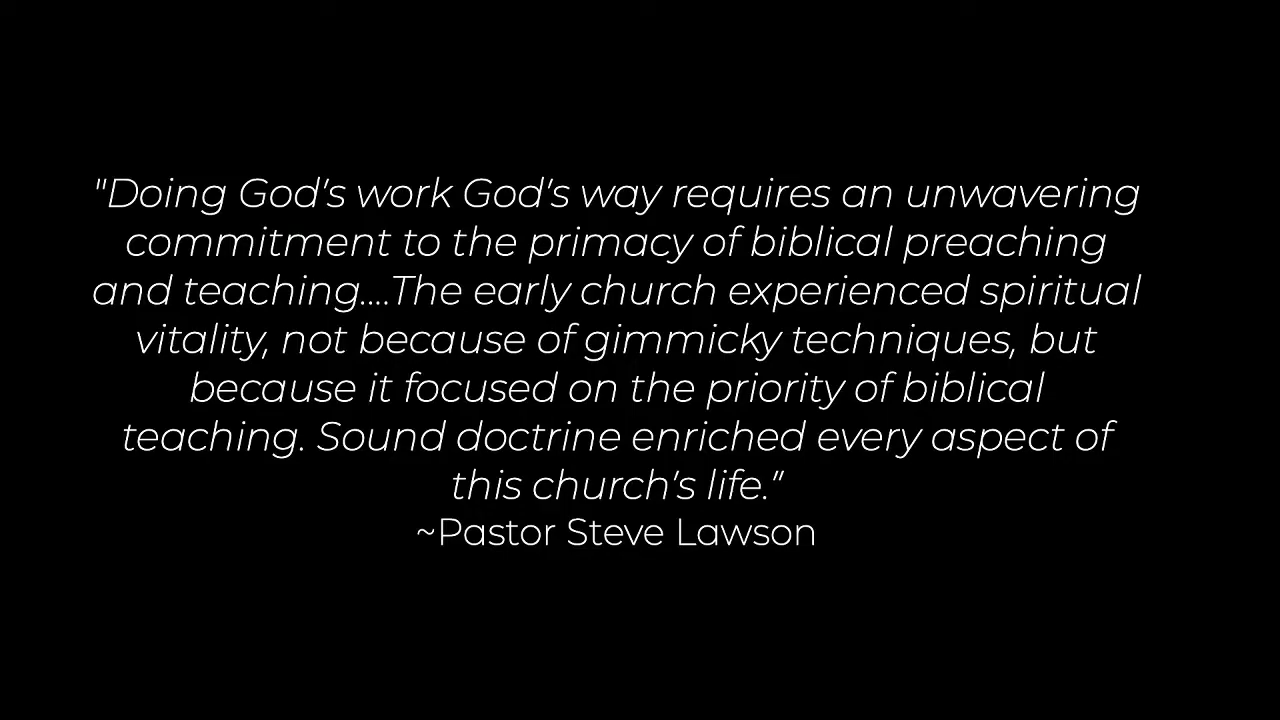 "Doing God's work God's way requires an unwavering
commitment to the primacy of biblical preaching
and teaching....The early church experienced spiritual
vitality, not because of gimmicky techniques, but
because it focused on the priority of biblical
teaching. Sound doctrine enriched every aspect of
this church's life."
~Pastor Steve Lawson